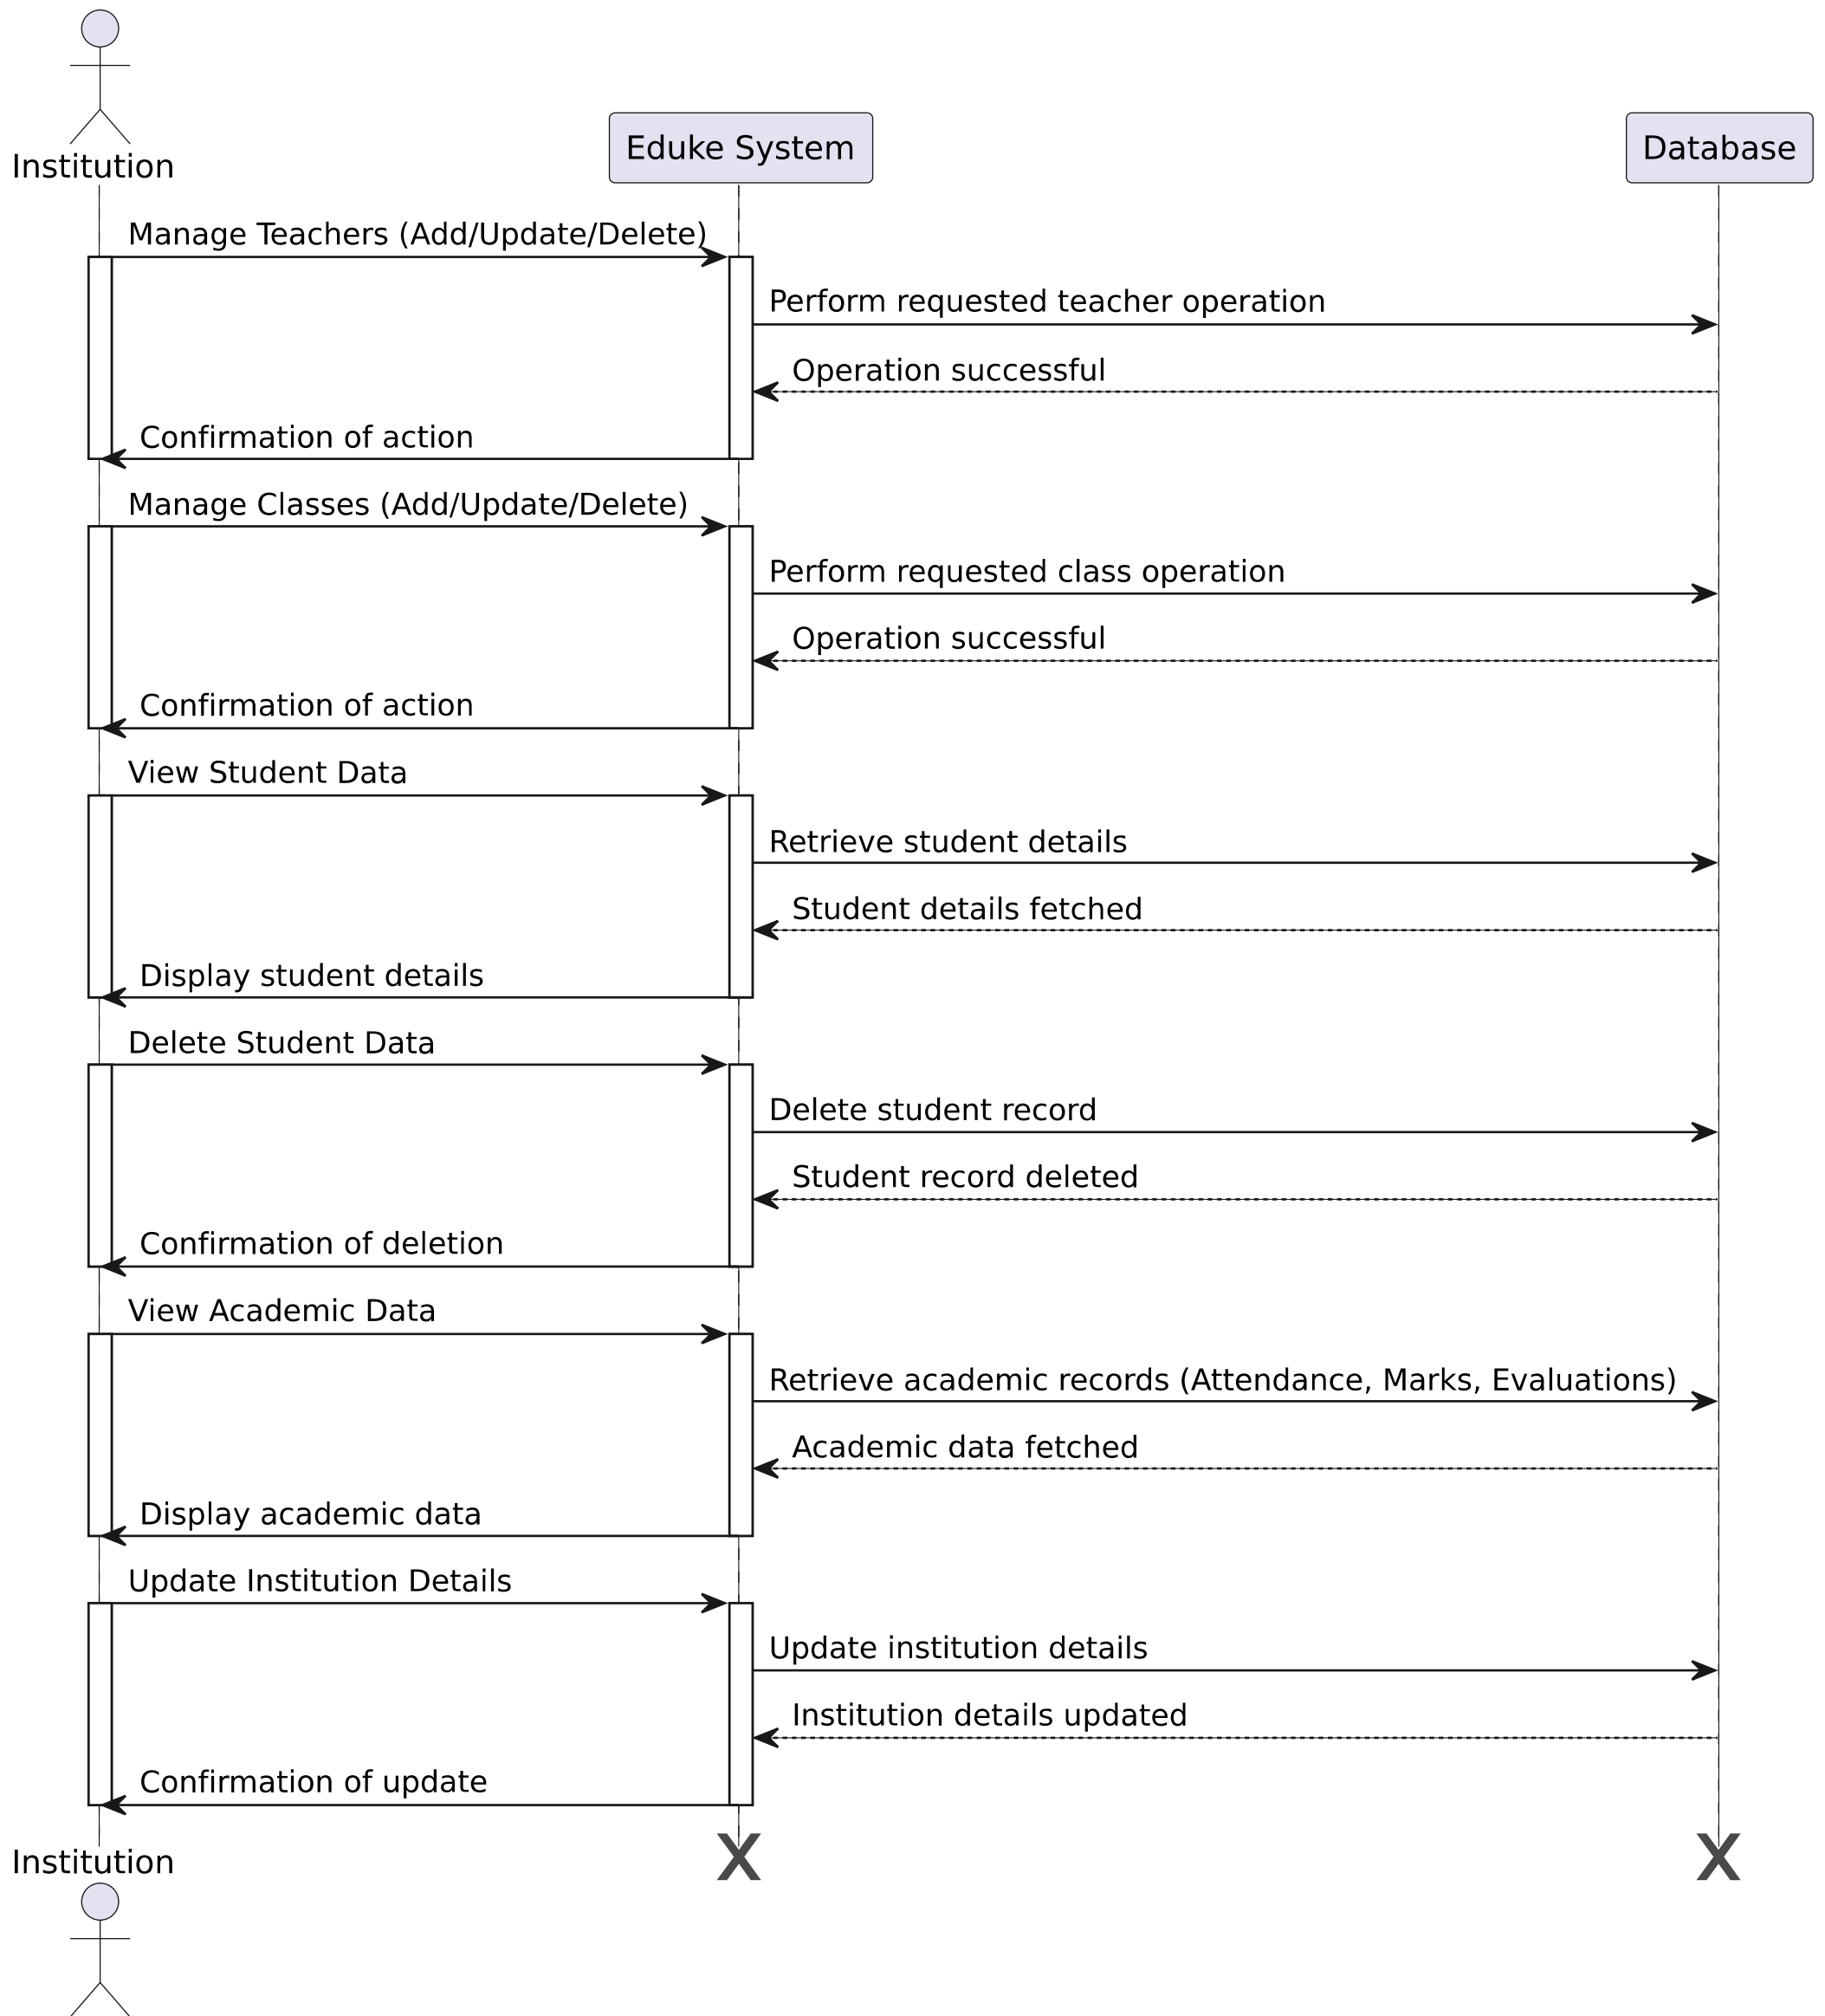 Institution
Eduke System
Database
Manage Teachers (Add/Update/Delete)
Perform requested teacher operation
Operation successful
Confirmation of action
Manage Classes (Add/Update/Delete)
Perform requested class operation
Operation successful
Confirmation of action
View Student Data
Retrieve student details
Student details fetched
Display student details
Delete Student Data
Delete student record
Student record deleted
Confirmation of deletion
View Academic Data
Retrieve academic records (Attendance, Marks, Evaluations)
Academic data fetched
Display academic data
Update Institution Details
Update institution details
Institution details updated
Confirmation of update
Institution